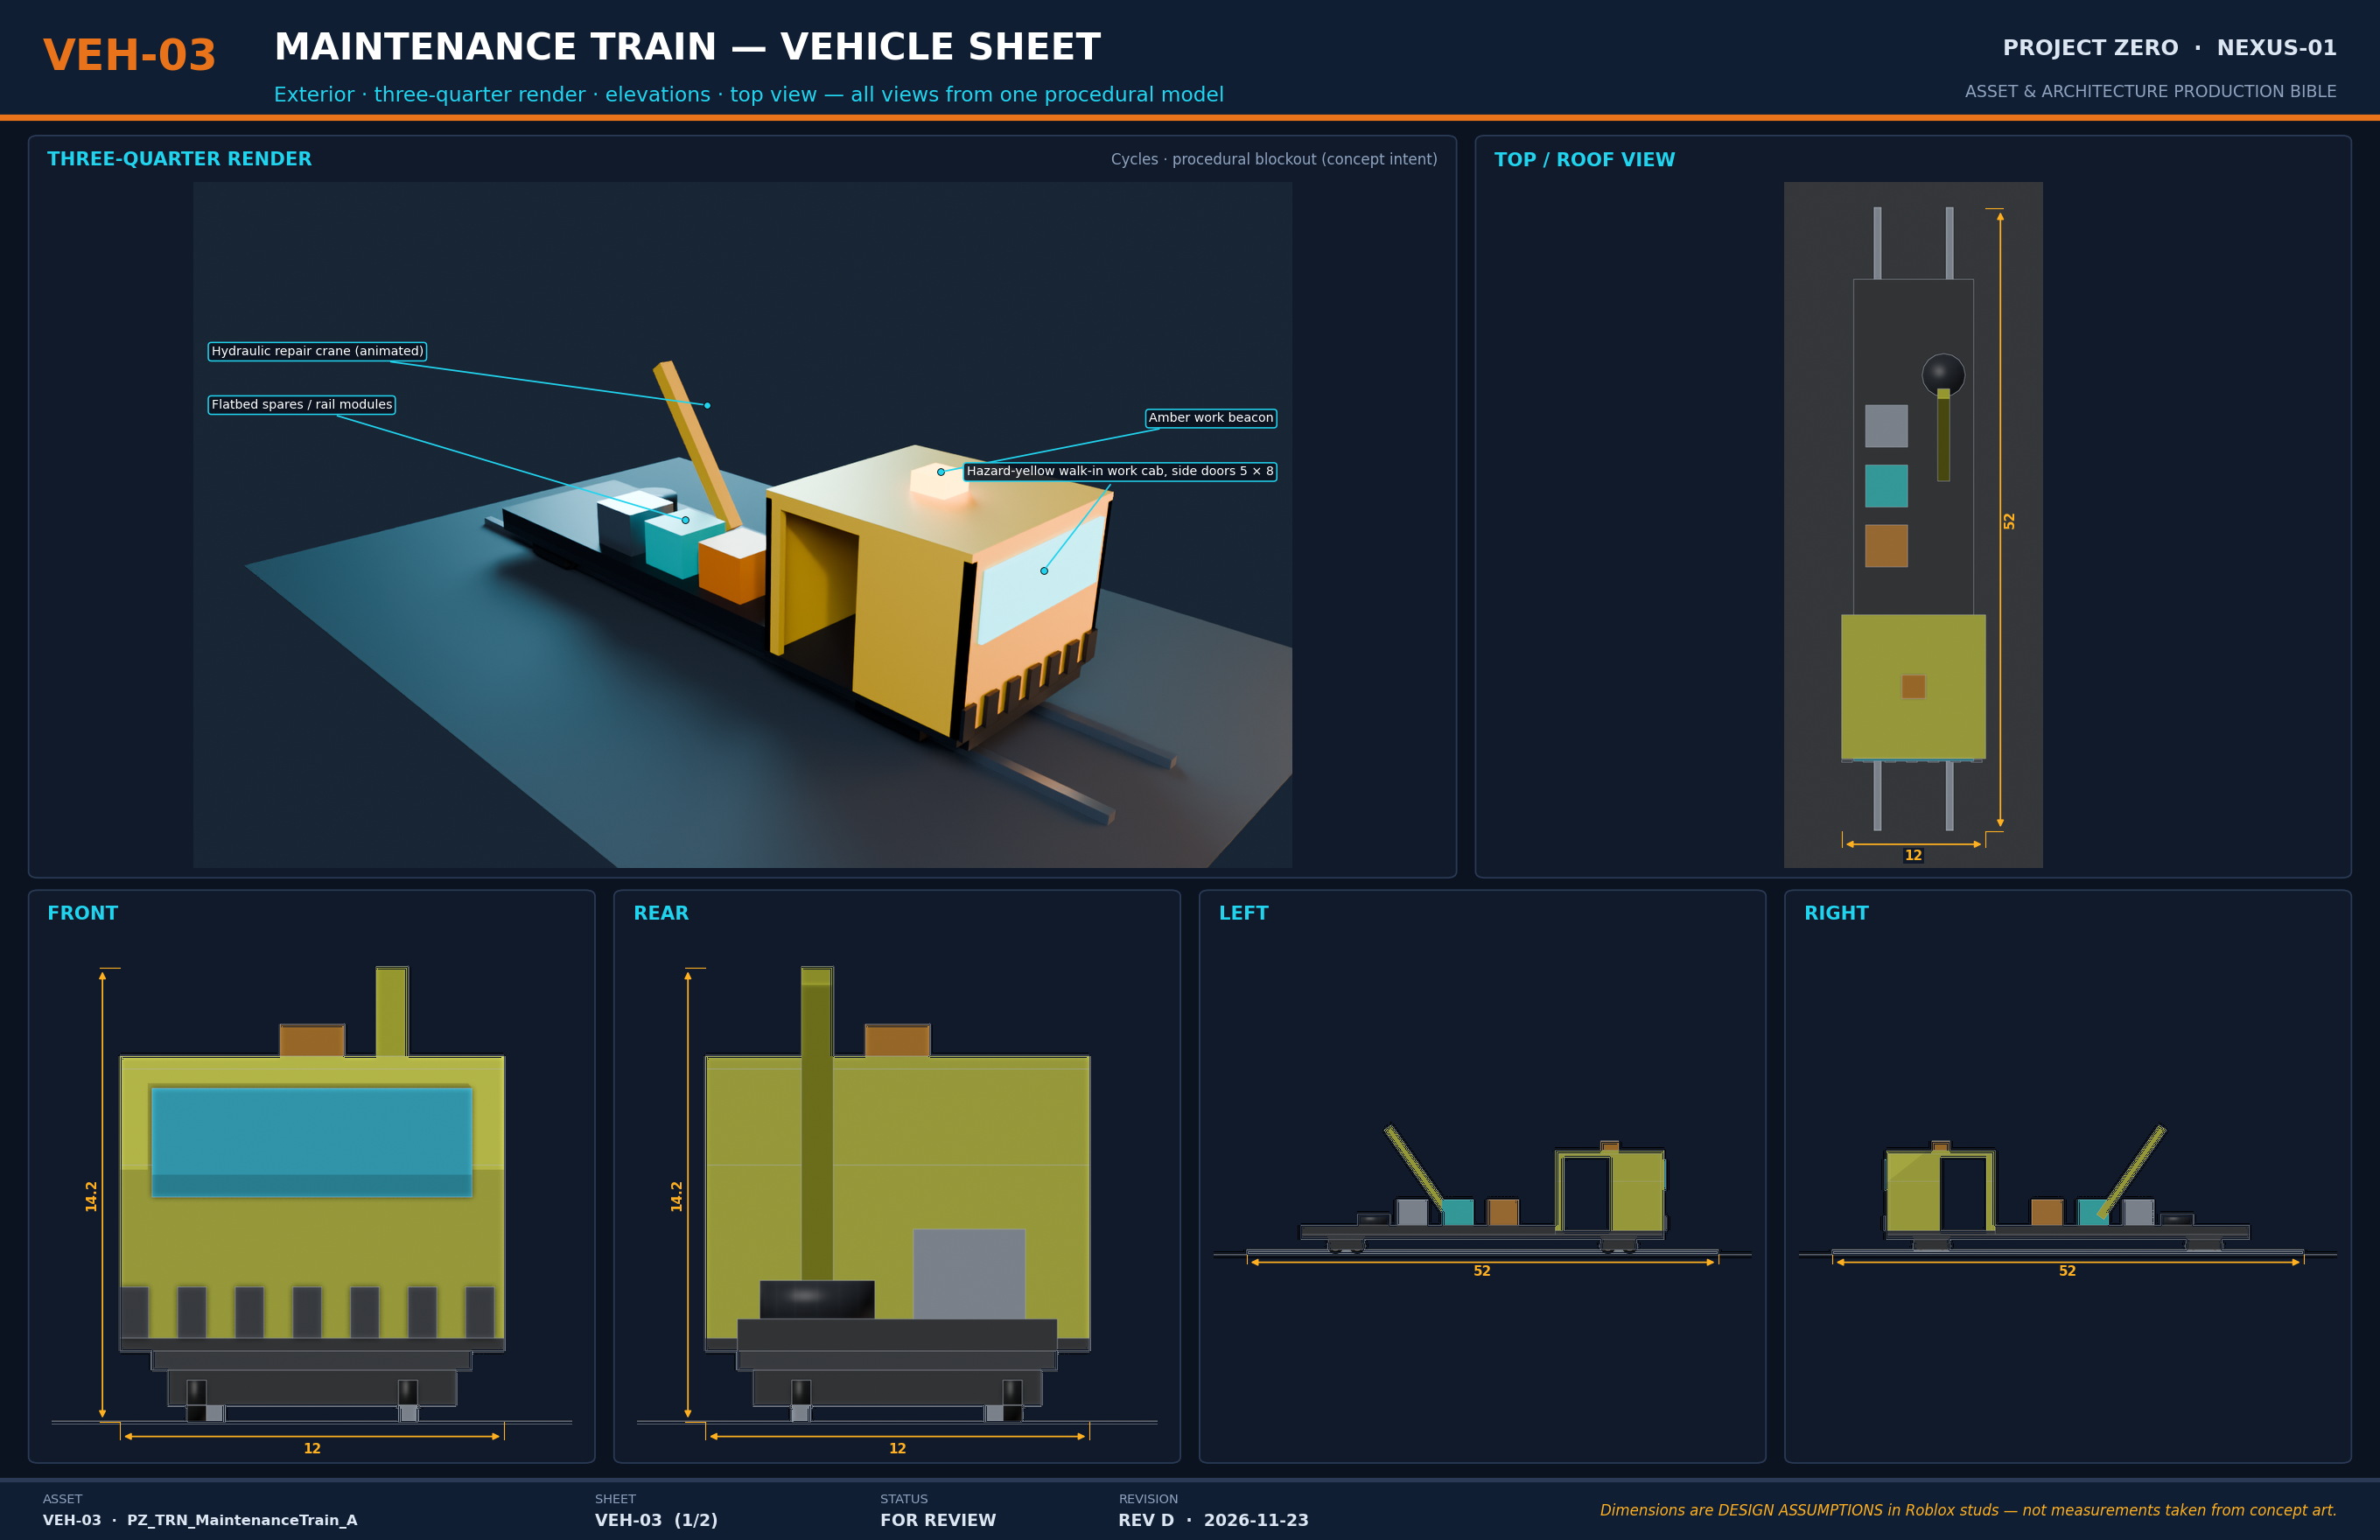 VEH-03
MAINTENANCE TRAIN — VEHICLE SHEET
Exterior · three-quarter render · elevations · top view — all views from one procedural model
PROJECT ZERO · NEXUS-01
ASSET & ARCHITECTURE PRODUCTION BIBLE
THREE-QUARTER RENDER
Cycles · procedural blockout (concept intent)
Hydraulic repair crane (animated)
Flatbed spares / rail modules
Amber work beacon
Hazard-yellow walk-in work cab, side doors 5 × 8
TOP / ROOF VIEW
52
12
FRONT
14.2
12
REAR
14.2
12
LEFT
52
RIGHT
52
ASSET
VEH-03 · PZ_TRN_MaintenanceTrain_A
SHEET
VEH-03 (1/2)
STATUS
FOR REVIEW
REVISION
REV D · 2026-11-23
Dimensions are DESIGN ASSUMPTIONS in Roblox studs — not measurements taken from concept art.